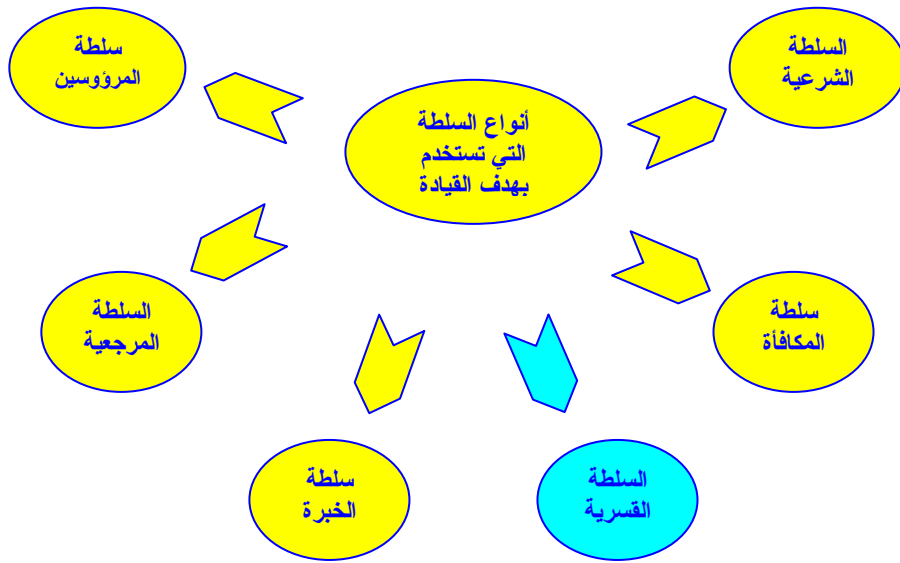 أنواع السلطة
التي تستخدم
بهدف القيادة
السلطة
الشرعية
سلطة
المكافأة
السلطة
القسرية
سلطة
الخبرة
السلطة
المرجعية
سلطة
المرؤوسين